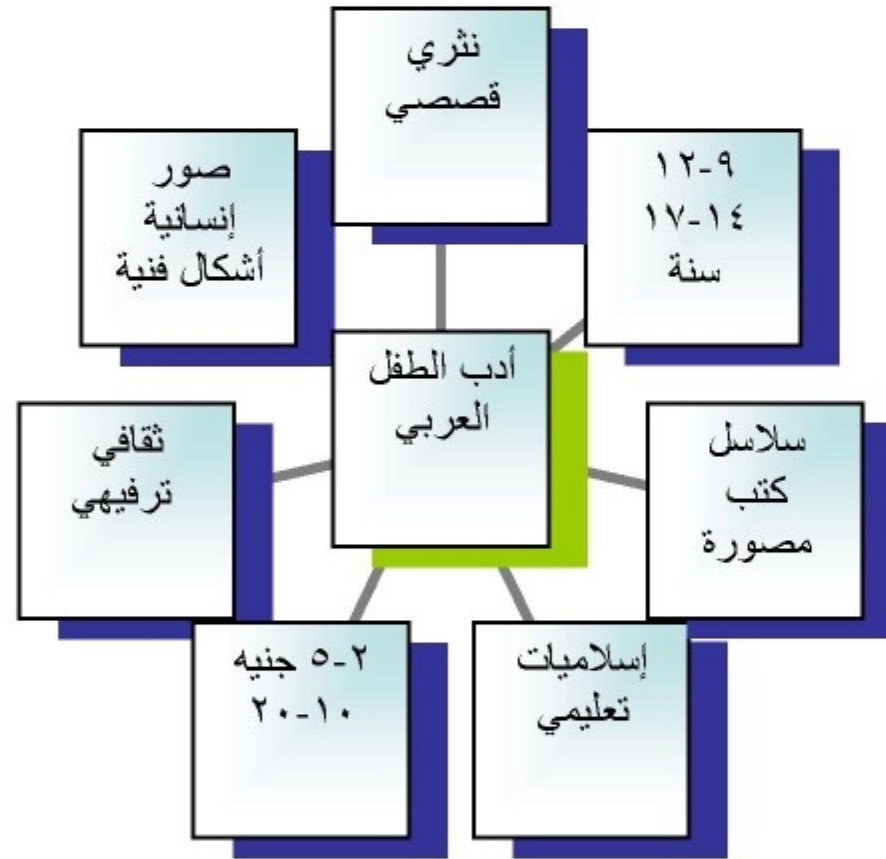 نثري
قصصي
٩-١٢
١٤-١٧
سنة
صور
إنسانية
أشكال فنية
أدب الطفل
العربي
سلاسل
كتب
مصورة
ثقافي
ترفيهي
إسلاميات
تعليمي
٢-٥ جنيه
١٠-٢٠